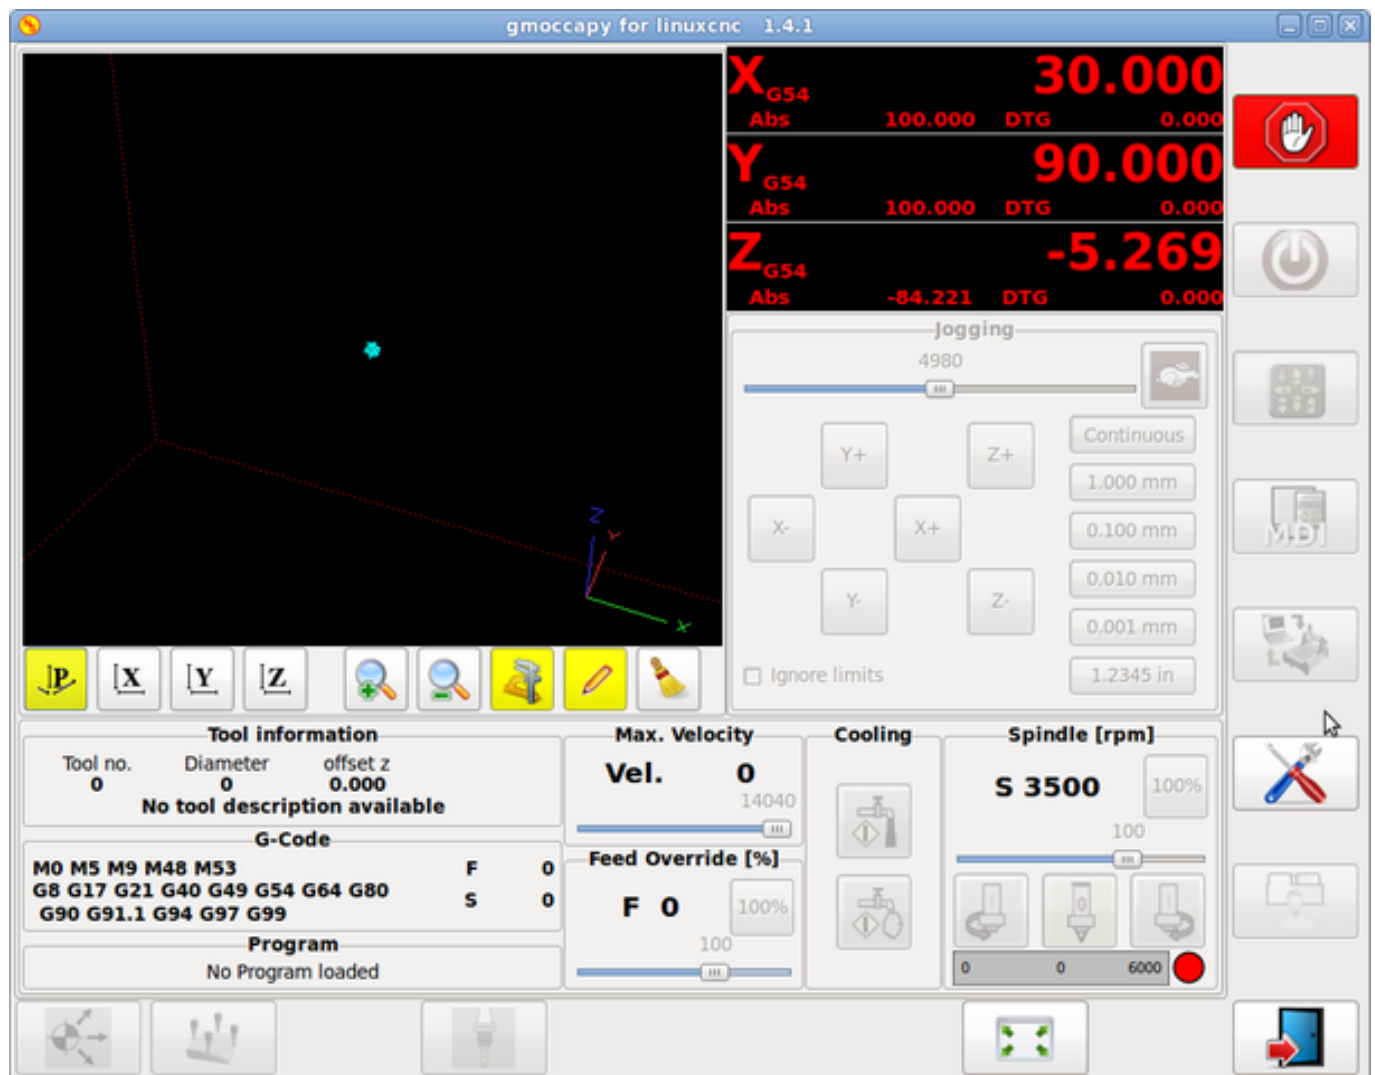 gmoccapy for linuxcnc 1.4.1
X G54 30.000
Abs 100.000 DTG 0.000
Y G54 90.000
Abs 100.000 DTG 0.000
Z G54 -5.269
Abs -84.221 DTG 0.000
Jogging
4980
Continuous
Y+ Z+
1.000 mm
X- X+
0.100 mm
0.010 mm
Y- Z-
0.001 mm
Ignore limits
1.2345 in
MDI
Z
Y
X
P X Y Z
Tool information
Tool no. Diameter offset z
0 0 0.000
No tool description available
G-Code
M0 M5 M9 M48 M53 F 0
G8 G17 G21 G40 G49 G54 G64 G80 S 0
G90 G91.1 G94 G97 G99
Program
No Program loaded
Max. Velocity
Vel. 0
14040
Feed Override [%]
F 0 100%
100
Cooling
Spindle [rpm]
S 3500 100%
100
1 0 1
0 0 6000